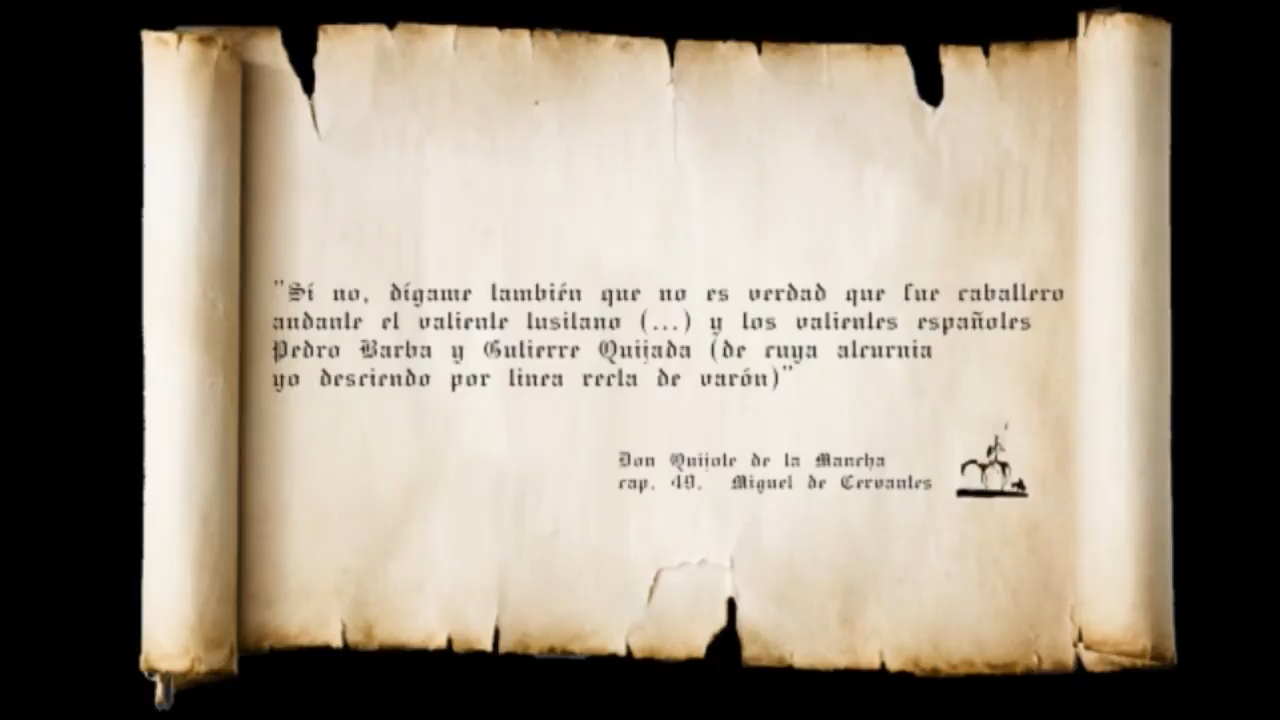 "Sí no, dígame también que no es verdad que fue caballero
andante el valiente lusitano (...) y los valientes españoles
Pedro Barba y Gutierre Quijada (de cuya alcurnia
yo desciendo por linea recta de varón)"
Don Quijote de la Mancha
cap. 49. Miguel de Cervantes